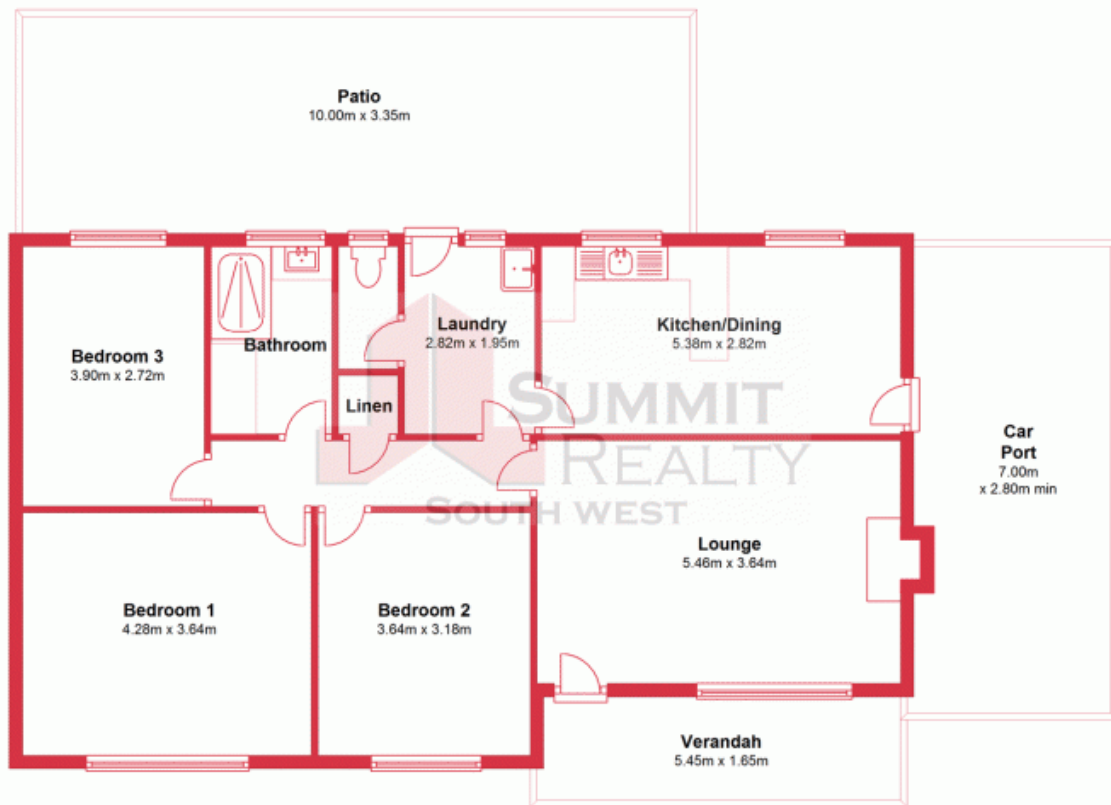 Patio
10.00m x 3.35m
Bedroom 3
3.90m x 2.72m
Bathroom
Laundry
2.82m x 1.95m
Kitchen/Dining
5.38m x 2.82m
Linen
SUMMIT
REALTY
SOUTH WEST
Car
Port
7.00m
x 2.80m min
Lounge
5.46m x 3.64m
Bedroom 1
4.28m x 3.64m
Bedroom 2
3.64m x 3.18m
Verandah
5.45m x 1.65m